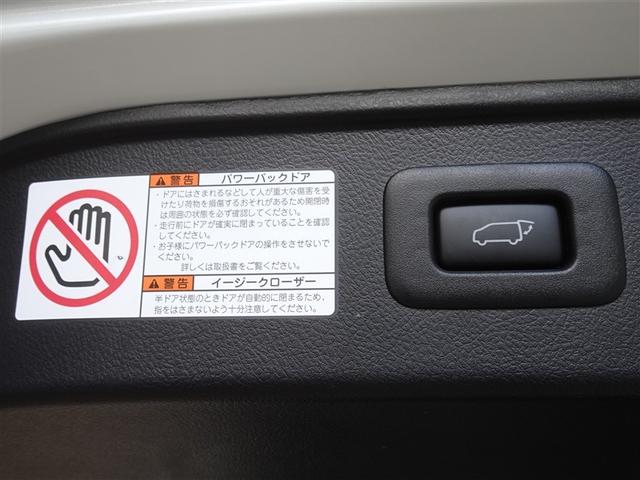 警告 パワーバックドア
・ドアにはさまれるなどして人が重大な傷害を
受けたり荷物を損傷するおそれがあるため開閉時
は周囲の状態を必ず確認してください。
・走行前にドアが確実に閉まっていることを確認
してください。
・お子様にパワーバックドアの操作をさせないで
ください。
詳しくは取扱書をご覧ください。
警告 イージークローザー
半ドア状態のときドアが自動的に閉まるため、
指をはさまないよう十分注意してください。